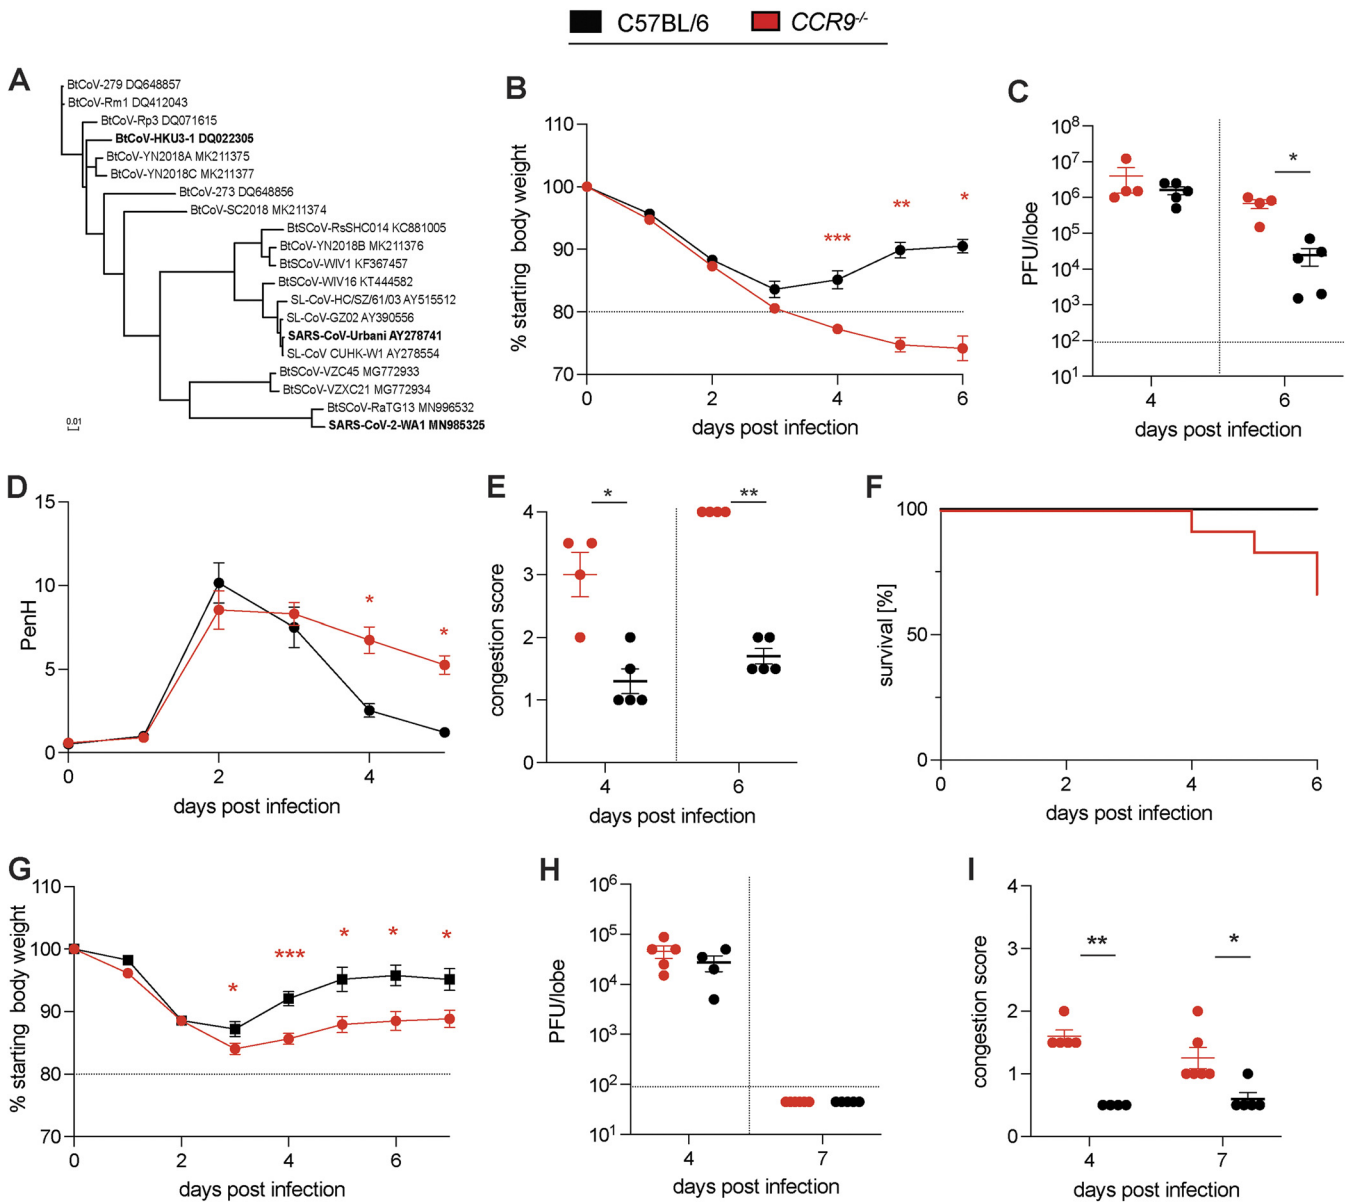 C57BL/6 CCR9-/-
A
BtCoV-279 DQ648857
BtCoV-Rm1 DQ412043
BtCoV-Rp3 DQ071615
BtCoV-HKU3-1 DQ022305
BtCoV-YN2018A MK211375
BtCoV-YN2018C MK211377
BtCoV-273 DQ648856
BtCoV-SC2018 MK211374
BtSCoV-RsSHC014 KC881005
BtCoV-YN2018B MK211376
BtSCoV-WIV1 KF367457
BtSCoV-WIV16 KT444582
SL-CoV-HC/SZ/61/03 AY515512
SL-CoV-GZ02 AY390556
SARS-CoV-Urbani AY278741
SL-CoV CUHK-W1 AY278554
BtSCoV-VZC45 MG772933
BtSCoV-VZXC21 MG772934
BtSCoV-RaTG13 MN996532
SARS-CoV-2-WA1 MN985325
0.01
B
% starting body weight
110
100
90
80
70
*** ** *
0 2 4 6
days post infection
C
PFU/lobe
10^8
10^7
10^6
10^5
10^4
10^3
10^2
10^1
*
4 6
days post infection
D
PenH
15
10
5
0
* *
0 2 4
days post infection
E
congestion score
4
3
2
1
0
* **
4 6
days post infection
F
survival [%]
100
50
0
0 2 4 6
days post infection
G
% starting body weight
110
100
90
80
70
* *** * * *
0 2 4 6
days post infection
H
PFU/lobe
10^6
10^5
10^4
10^3
10^2
10^1
4 7
days post infection
I
congestion score
4
3
2
1
0
** *
4 7
days post infection